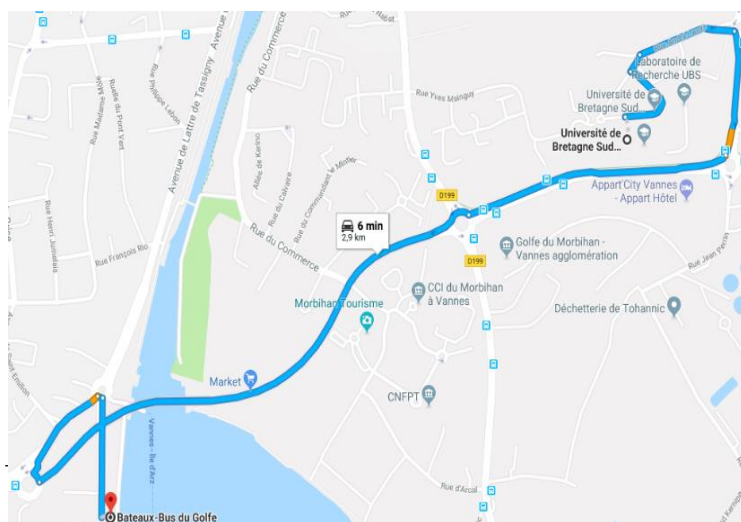 Rue Philippe Lebon
Ruelle du Pont Vert
Rue Madame Molé
Avenue de Lattre de Tassigny
Rue du Commerce
Rue Yves Mainguy
Laboratoire de
Recherche UBS
Université de
Bretagne Sud...
Université de
Bretagne Sud...
Allée de Kerino
Rue du Calvaire
Rue du Commandant
D199
Appart'City Vannes
- Appart Hôtel
Rue Henri Jumelais
Rue François Rio
Rue du Commerce
6 min
2,9 km
Golfe du Morbihan -
Vannes agglomération
D199
Rue Jean Perrin
CCI du Morbihan
à Vannes
Morbihan Tourisme
Déchetterie de Tohannic
Market
CNFPT
Vannes - Île d'Arz
Rue d'Arcal
Bateaux-Bus du Golfe